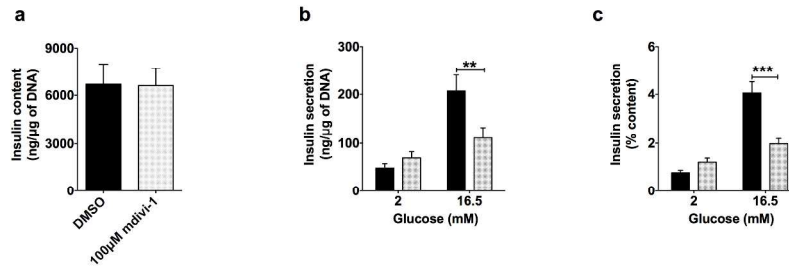 a
Insulin content
(ng/µg of DNA)
9000
6000
3000
0
DMSO
100µM mdivi-1
b
Insulin secretion
(ng/µg of DNA)
300
200
100
0
**
2
16.5
Glucose (mM)
c
Insulin secretion
(% content)
6
4
2
0
***
2
16.5
Glucose (mM)